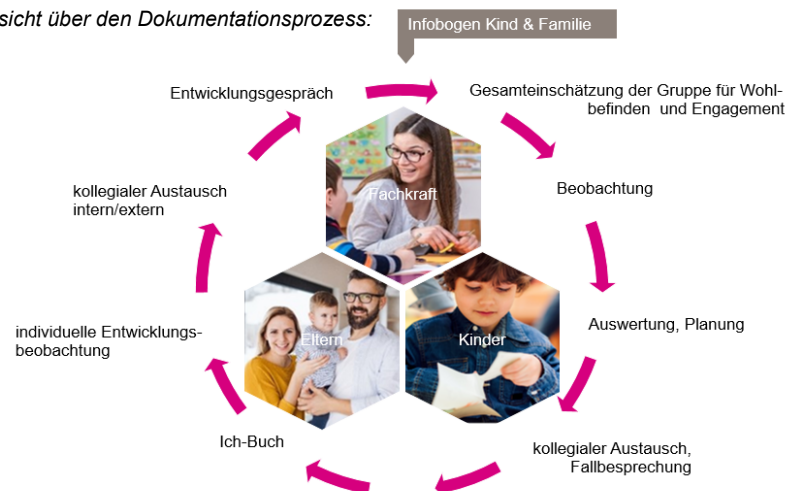 sicht über den Dokumentationsprozess:
Infobogen Kind & Familie
Entwicklungsgespräch
Gesamteinschätzung der Gruppe für Wohl-
befinden und Engagement
kollegialer Austausch
intern/extern
Fachkraft
Beobachtung
individuelle Entwicklungs-
beobachtung
Eltern
Kinder
Auswertung, Planung
Ich-Buch
kollegialer Austausch,
Fallbesprechung